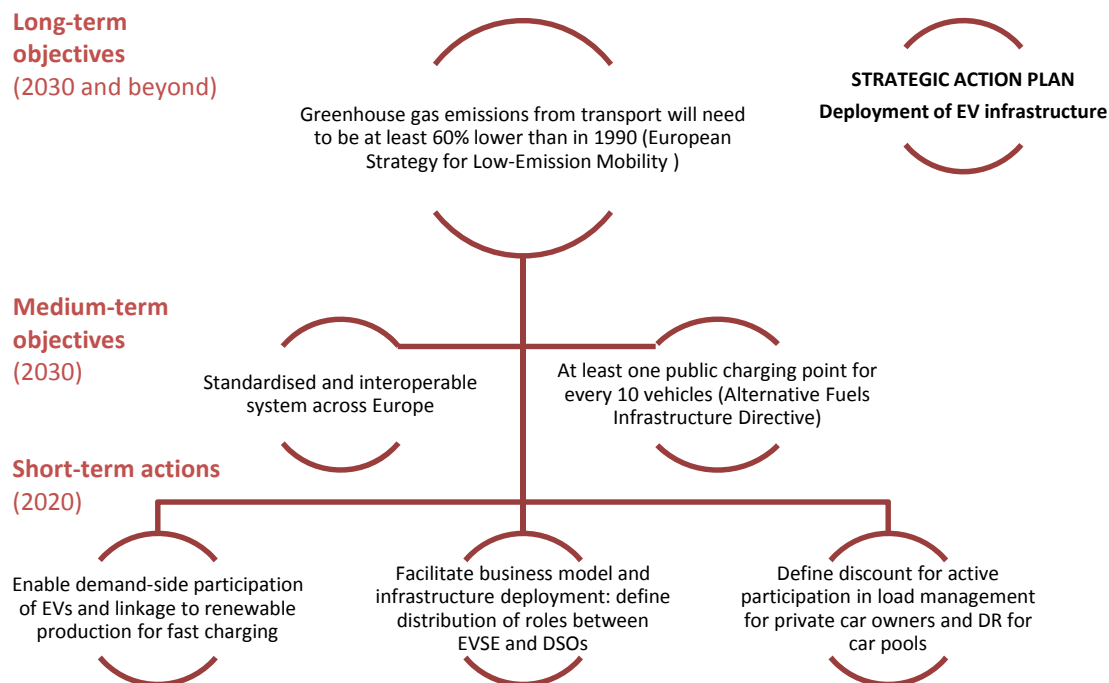 Long-term
objectives
(2030 and beyond)
STRATEGIC ACTION PLAN
Deployment of EV infrastructure
Greenhouse gas emissions from transport will need
to be at least 60% lower than in 1990 (European
Strategy for Low-Emission Mobility )
Medium-term
objectives
(2030)
Standardised and interoperable
system across Europe
At least one public charging point for
every 10 vehicles (Alternative Fuels
Infrastructure Directive)
Short-term actions
(2020)
Enable demand-side participation
of EVs and linkage to renewable
production for fast charging
Facilitate business model and
infrastructure deployment: define
distribution of roles between
EVSE and DSOs
Define discount for active
participation in load management
for private car owners and DR for
car pools